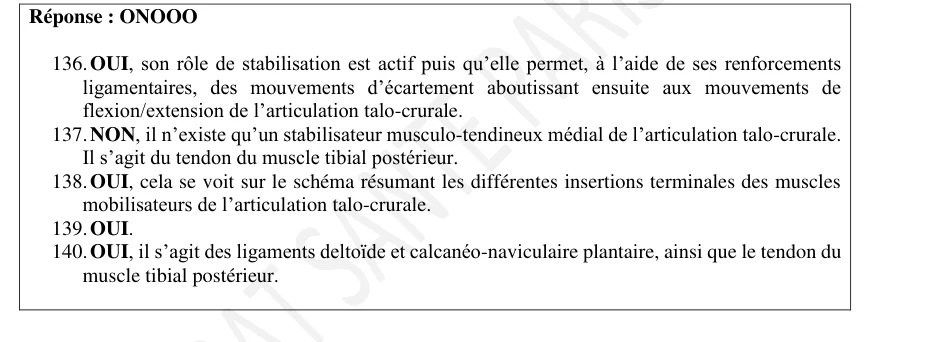 Réponse : ONOOO
136. OUI, son rôle de stabilisation est actif puis qu’elle permet, à l’aide de ses renforcements
ligamentaires, des mouvements d’écartement aboutissant ensuite aux mouvements de
flexion/extension de l’articulation talo-crurale.
137. NON, il n’existe qu’un stabilisateur musculo-tendineux médial de l’articulation talo-crurale.
Il s’agit du tendon du muscle tibial postérieur.
138. OUI, cela se voit sur le schéma résumant les différentes insertions terminales des muscles
mobilisateurs de l’articulation talo-crurale.
139. OUI.
140. OUI, il s’agit des ligaments deltoïde et calcanéo-naviculaire plantaire, ainsi que le tendon du
muscle tibial postérieur.
SANTE PARIS